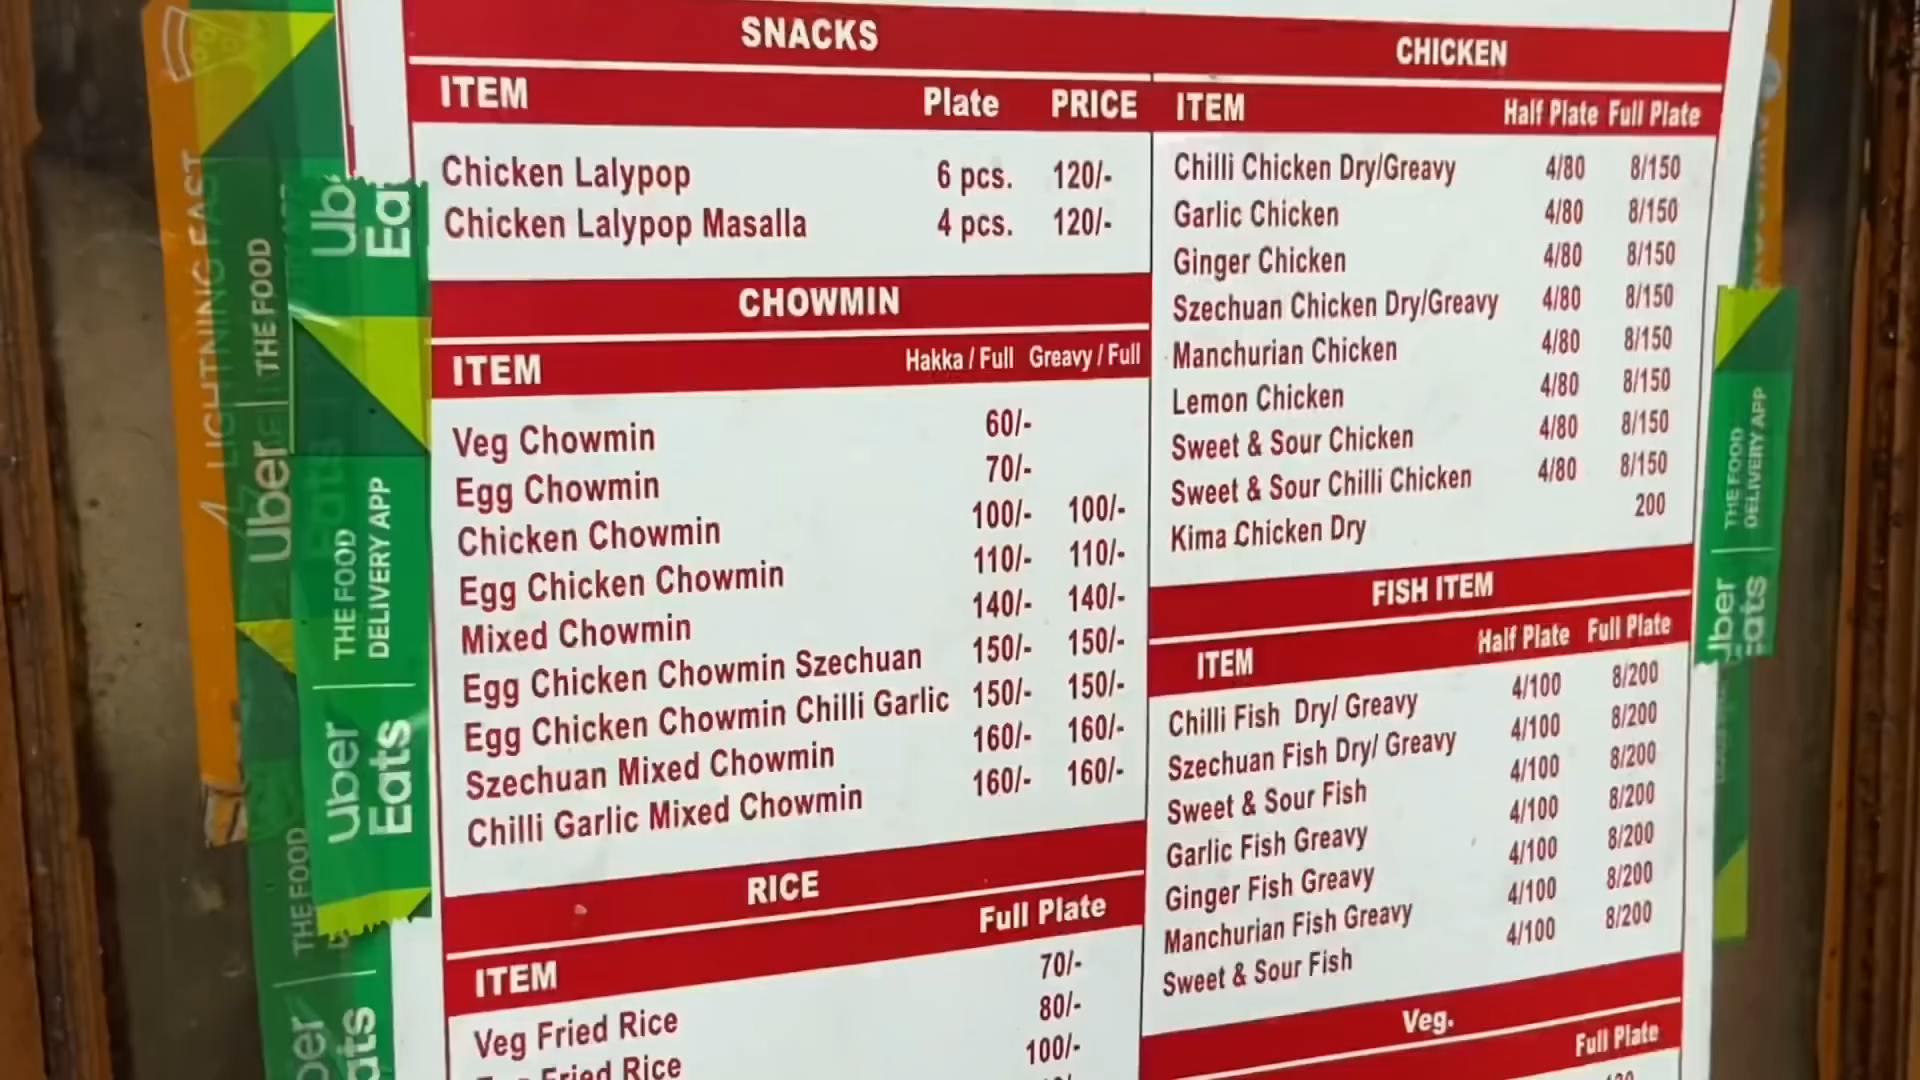 SNACKS
ITEM Plate PRICE
Chicken Lalypop 6 pcs. 120/-
Chicken Lalypop Masalla 4 pcs. 120/-
CHOWMIN
ITEM Hakka / Full Greavy / Full
Veg Chowmin 60/-
Egg Chowmin 70/-
Chicken Chowmin 100/- 100/-
Egg Chicken Chowmin 110/- 110/-
Mixed Chowmin 140/- 140/-
Egg Chicken Chowmin Szechuan 150/- 150/-
Egg Chicken Chowmin Chilli Garlic 150/- 150/-
Szechuan Mixed Chowmin 160/- 160/-
Chilli Garlic Mixed Chowmin 160/- 160/-
RICE
ITEM Full Plate
Veg Fried Rice 70/-
Fried Rice 80/-
100/-
CHICKEN
ITEM Half Plate Full Plate
Chilli Chicken Dry/Greavy 4/80 8/150
Garlic Chicken 4/80 8/150
Ginger Chicken 4/80 8/150
Szechuan Chicken Dry/Greavy 4/80 8/150
Manchurian Chicken 4/80 8/150
Lemon Chicken 4/80 8/150
Sweet & Sour Chicken 4/80 8/150
Sweet & Sour Chilli Chicken 4/80 8/150
Kima Chicken Dry 200
FISH ITEM
ITEM Half Plate Full Plate
Chilli Fish Dry/ Greavy 4/100 8/200
Szechuan Fish Dry/ Greavy 4/100 8/200
Sweet & Sour Fish 4/100 8/200
Garlic Fish Greavy 4/100 8/200
Ginger Fish Greavy 4/100 8/200
Manchurian Fish Greavy 4/100 8/200
Sweet & Sour Fish 4/100 8/200
Veg.
Full Plate
LIGHTNING FAST
THE FOOD
Uber
Uber
Eats
THE FOOD
DELIVERY APP
THE FOOD
THE FOOD
DELIVERY APP
Uber
Eats